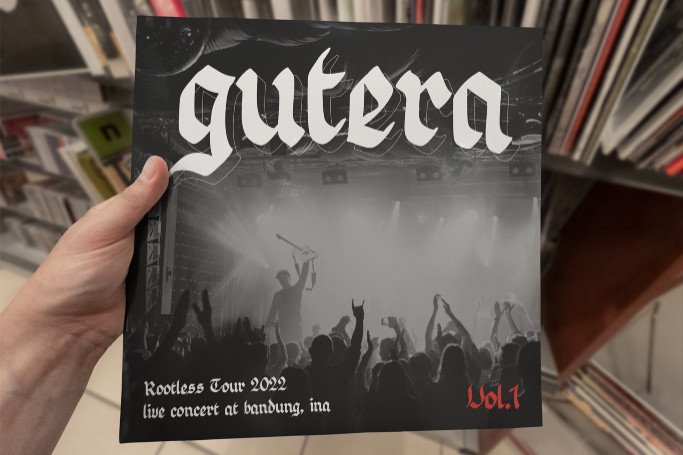 gutera
Rootless Tour 2022
live concert at bandung, ina
Vol.1
n